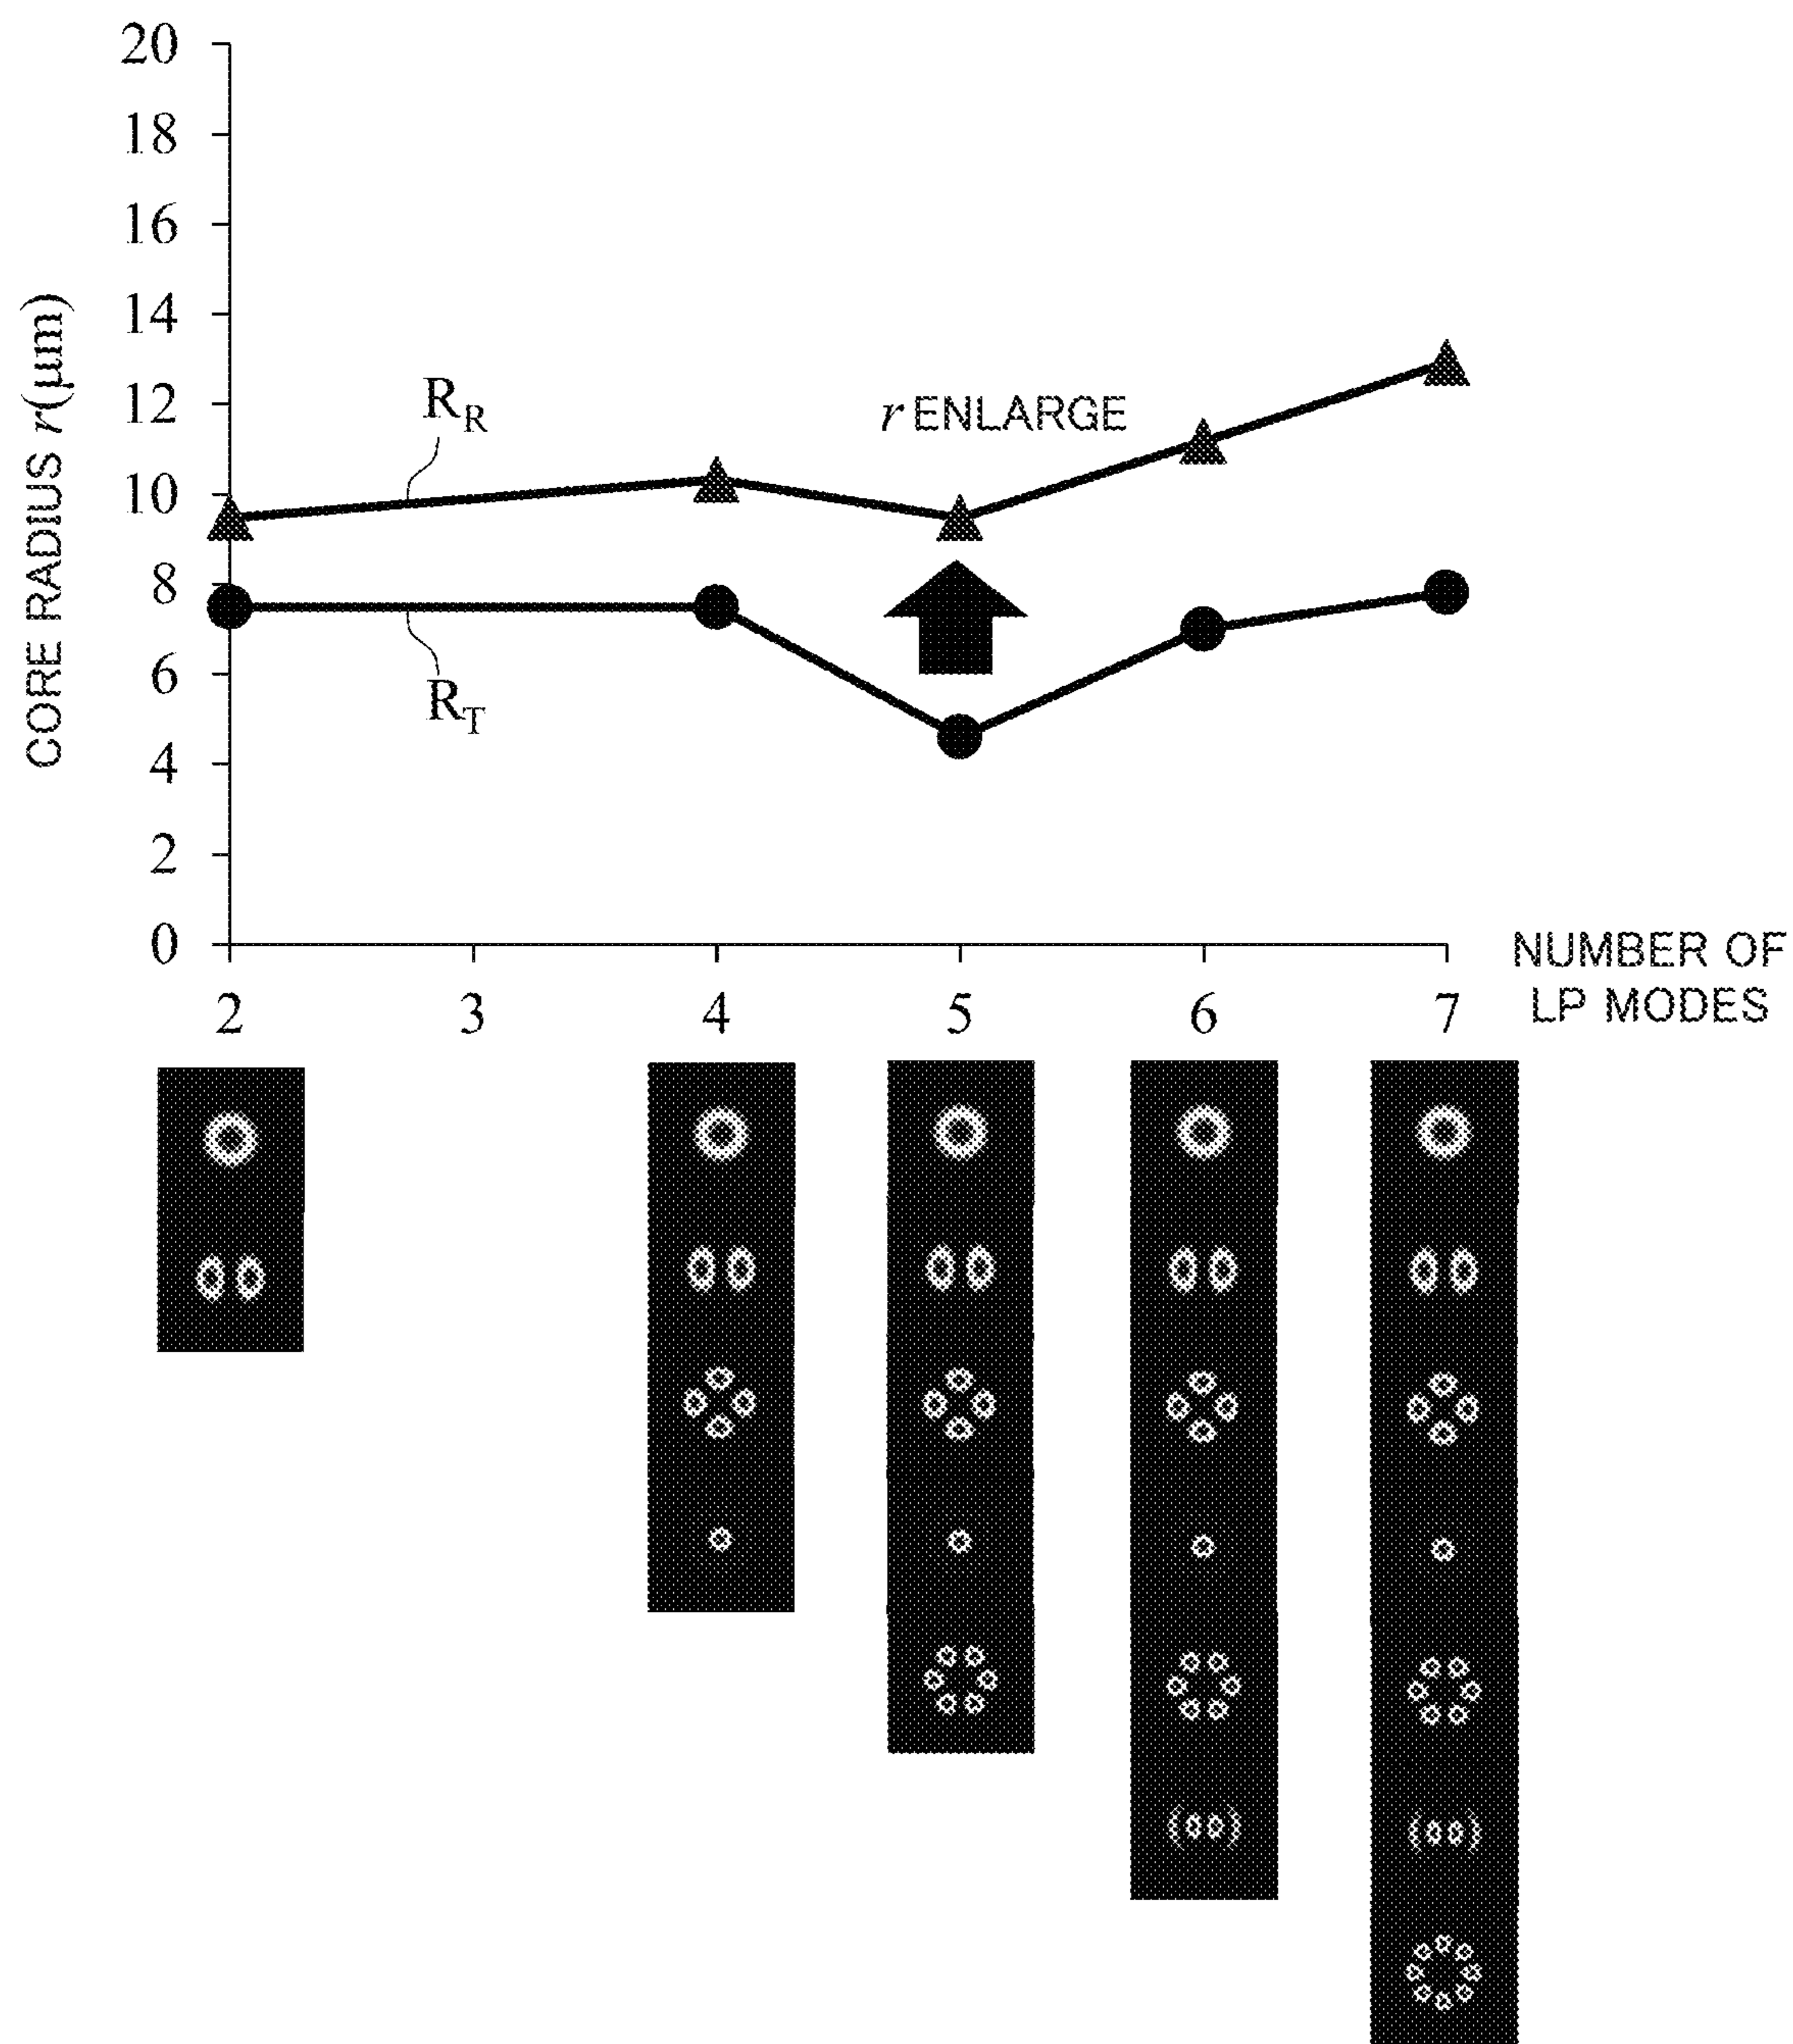 20
18
16
14
12
10
8
6
4
2
0
CORE RADIUS r(μm)
R_R
r ENLARGE
R_T
2 3 4 5 6 7
NUMBER OF
LP MODES